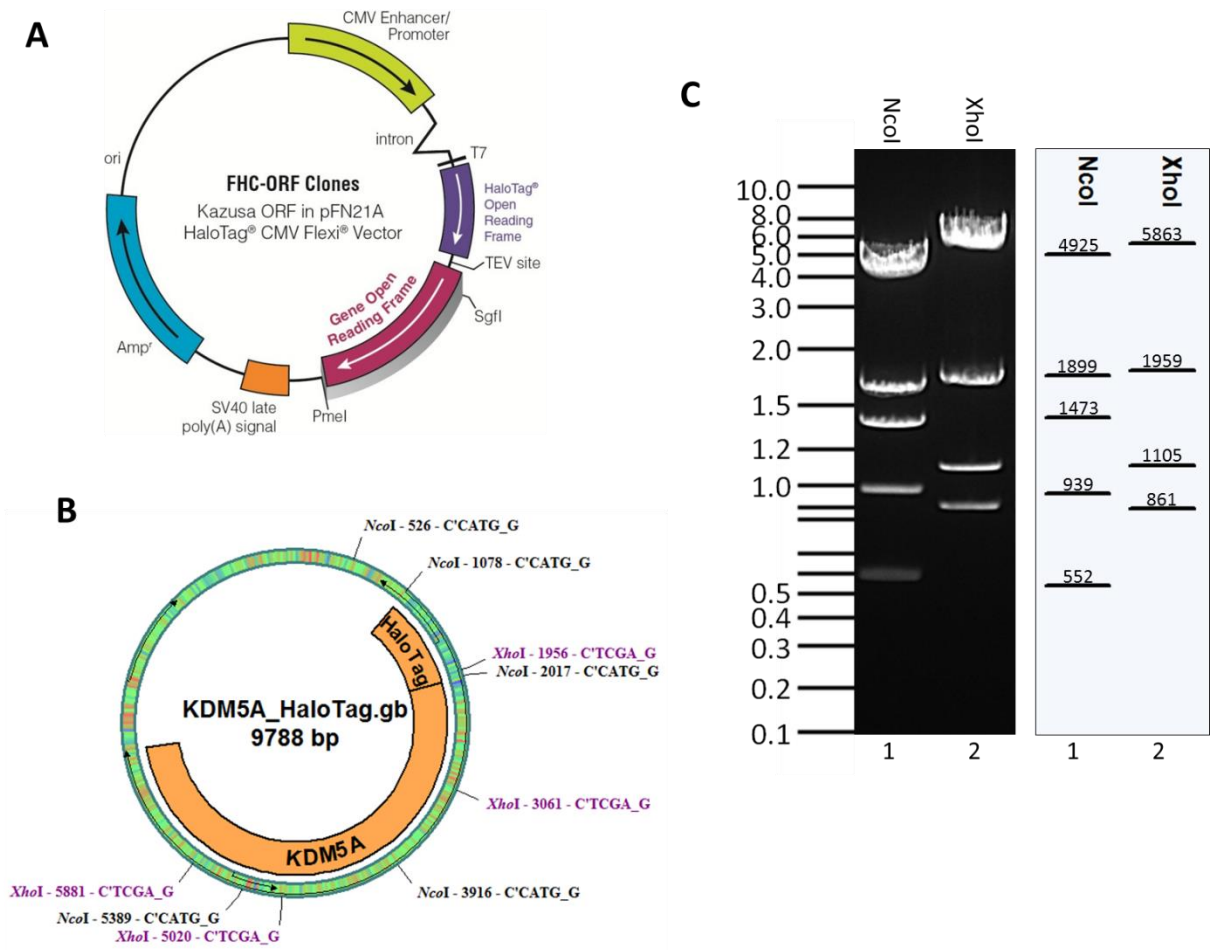 A
CMV Enhancer/
Promoter
intron
T7
ori
FHC-ORF Clones
Kazusa ORF in pFN21A
HaloTag® CMV Flexi® Vector
HaloTag®
Open
Reading
Frame
TEV site
SgfI
Gene Open
Reading Frame
Ampʳ
SV40 late
poly(A) signal
PmeI
B
NcoI - 526 - C'CATG_G
NcoI - 1078 - C'CATG_G
HaloTag
XhoI - 1956 - C'TCGA_G
NcoI - 2017 - C'CATG_G
KDM5A_HaloTag.gb
9788 bp
XhoI - 3061 - C'TCGA_G
KDM5A
NcoI - 3916 - C'CATG_G
XhoI - 5881 - C'TCGA_G
NcoI - 5389 - C'CATG_G
XhoI - 5020 - C'TCGA_G
C
NcoI XhoI
10.0
8.0
6.0
5.0
4.0
3.0
2.0
1.5
1.2
1.0
0.5
0.4
0.3
0.2
0.1
1 2
NcoI XhoI
4925 5863
1899 1959
1473
1105
939
861
552
1 2